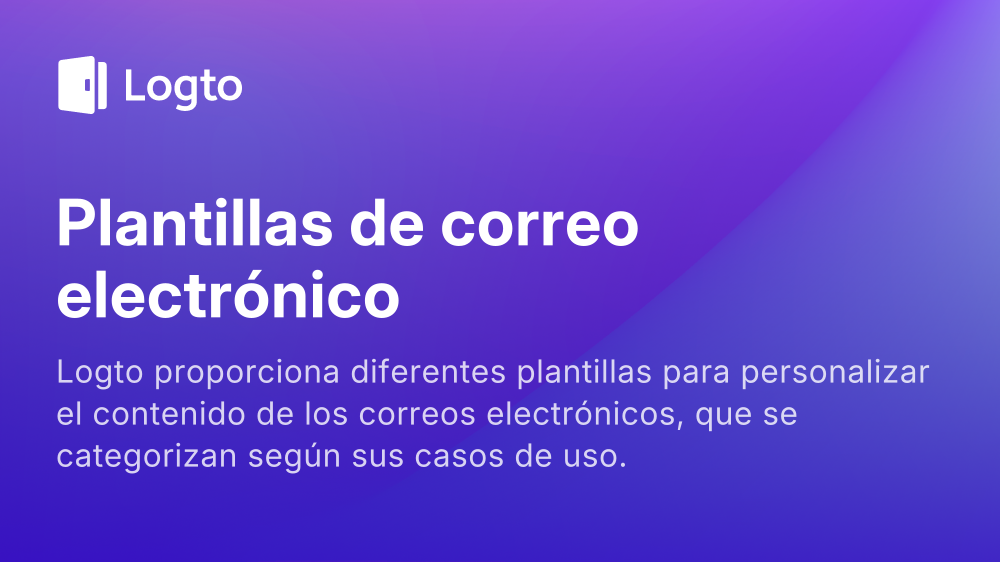 Logto
Plantillas de correo
electrónico
Logto proporciona diferentes plantillas para personalizar
el contenido de los correos electrónicos, que se
categorizan según sus casos de uso.